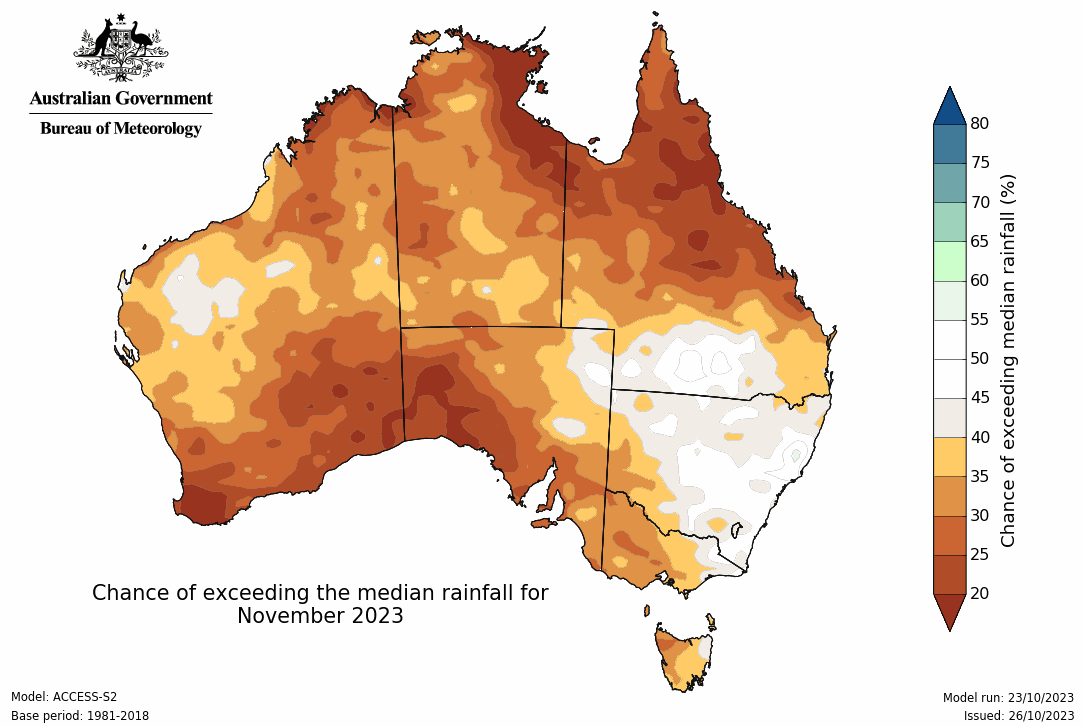 Australian Government
Bureau of Meteorology
80
75
70
65
60
55
50
45
40
35
30
25
20
Chance of exceeding median rainfall (%)
Chance of exceeding the median rainfall for
November 2023
Model: ACCESS-S2
Base period: 1981-2018
Model run: 23/10/2023
Issued: 26/10/2023